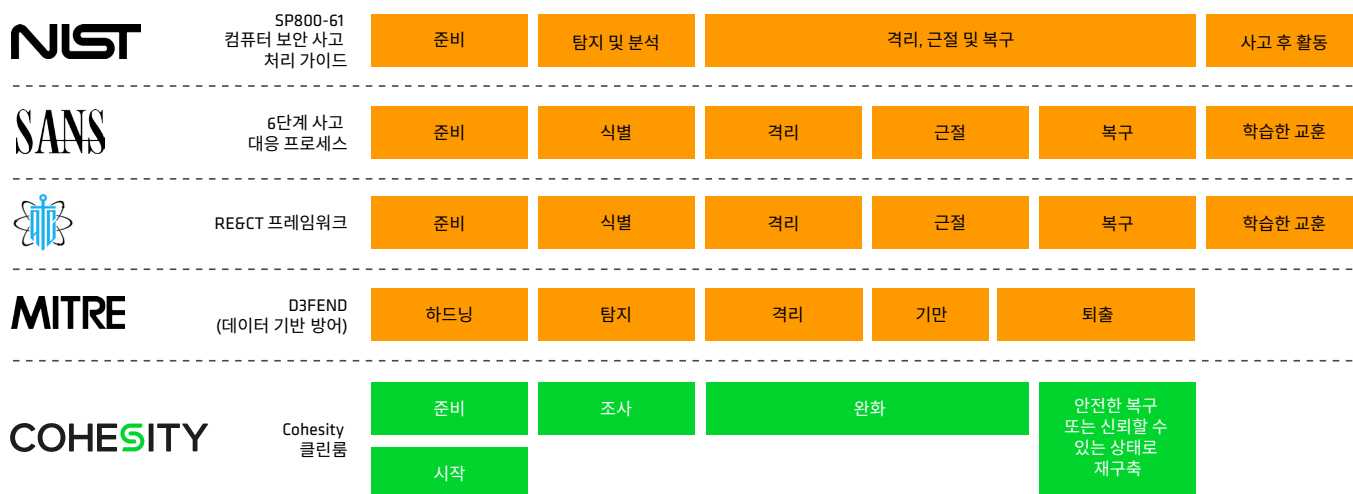 NIST
SP800-61
컴퓨터 보안 사고
처리 가이드
준비
탐지 및 분석
격리, 근절 및 복구
사고 후 활동
SANS
6단계 사고
대응 프로세스
준비
식별
격리
근절
복구
학습한 교훈
RE&CT 프레임워크
준비
식별
격리
근절
복구
학습한 교훈
MITRE
D3FEND
(데이터 기반 방어)
하드닝
탐지
격리
기만
퇴출
COHESITY
Cohesity
클린룸
준비
시작
조사
완화
안전한 복구
또는 신뢰할 수
있는 상태로
재구축